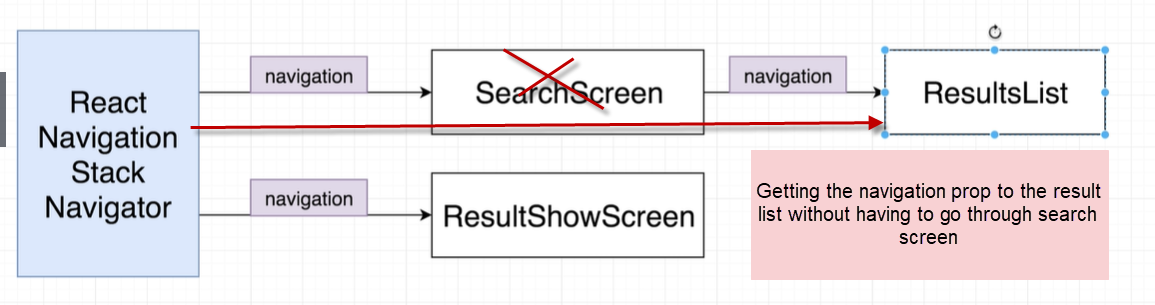 React
Navigation
Stack
Navigator
navigation
SearchScreen
navigation
ResultsList
navigation
ResultShowScreen
Getting the navigation prop to the result
list without having to go through search
screen